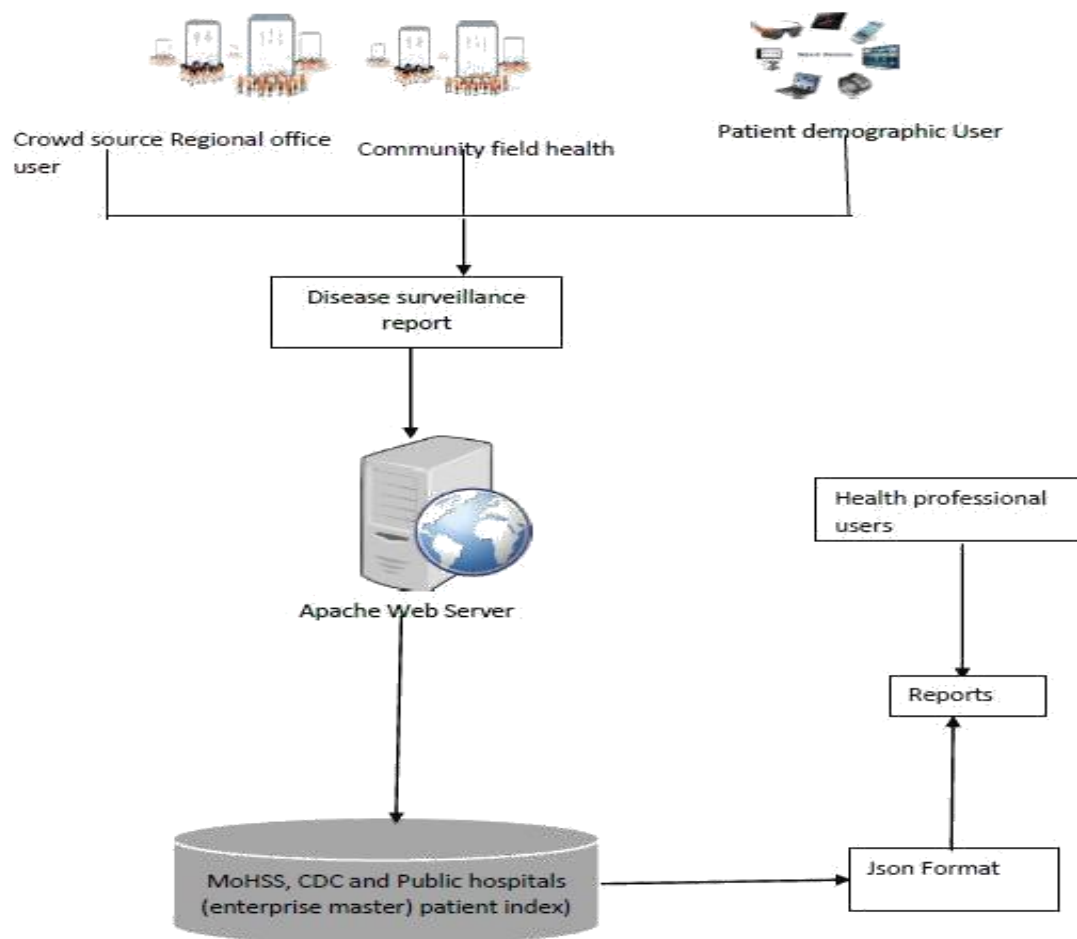 Crowd source Regional office
user
Community field health
Patient demographic User
Disease surveillance
report
Apache Web Server
Health professional
users
Reports
Json Format
MoHSS, CDC and Public hospitals
(enterprise master) patient index)